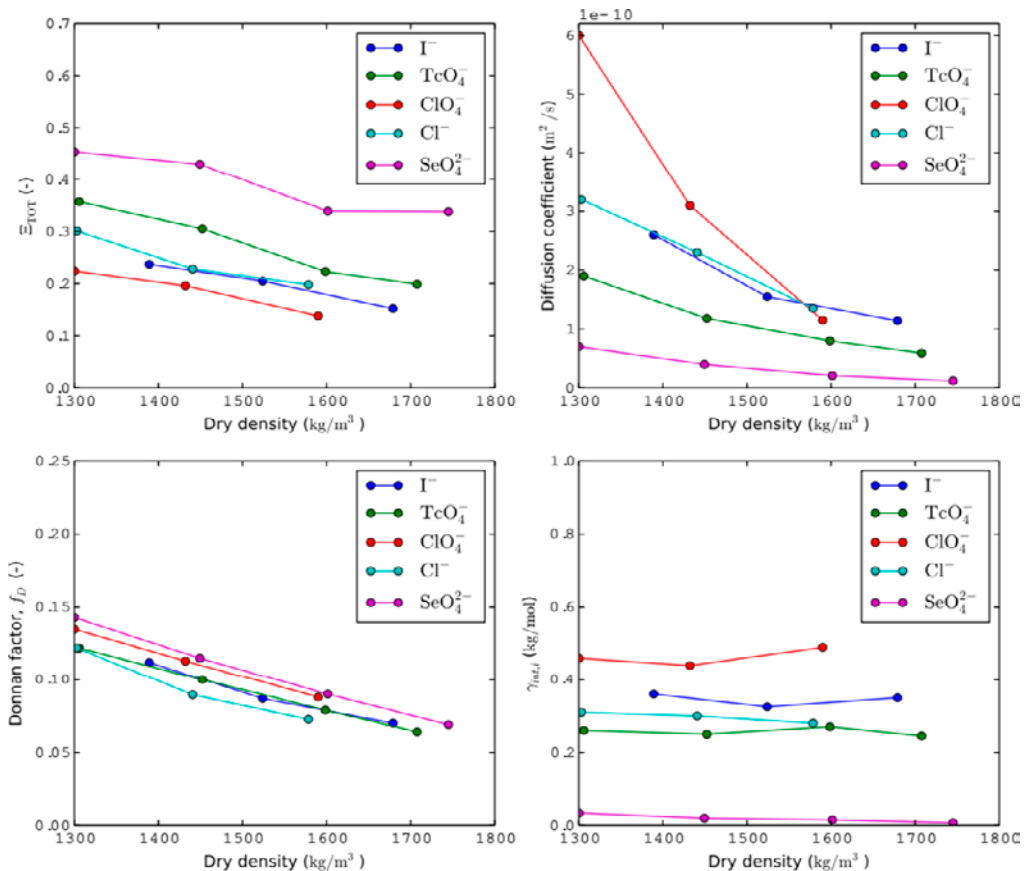 0.7
0.6
0.5
0.4
0.3
0.2
0.1
0.0
Ξ_TOT (-)
I⁻
TcO₄⁻
ClO₄⁻
Cl⁻
SeO₄²⁻
1300 1400 1500 1600 1700 1800
Dry density (kg/m³)
1e−10
6
5
4
3
2
1
0
Diffusion coefficient (m²/s)
I⁻
TcO₄⁻
ClO₄⁻
Cl⁻
SeO₄²⁻
1300 1400 1500 1600 1700 1800
Dry density (kg/m³)
0.25
0.20
0.15
0.10
0.05
0.00
Donnan factor, f_D (-)
I⁻
TcO₄⁻
ClO₄⁻
Cl⁻
SeO₄²⁻
1300 1400 1500 1600 1700 1800
Dry density (kg/m³)
1.0
0.8
0.6
0.4
0.2
0.0
γ_int,i (kg/mol)
I⁻
TcO₄⁻
ClO₄⁻
Cl⁻
SeO₄²⁻
1300 1400 1500 1600 1700 1800
Dry density (kg/m³)